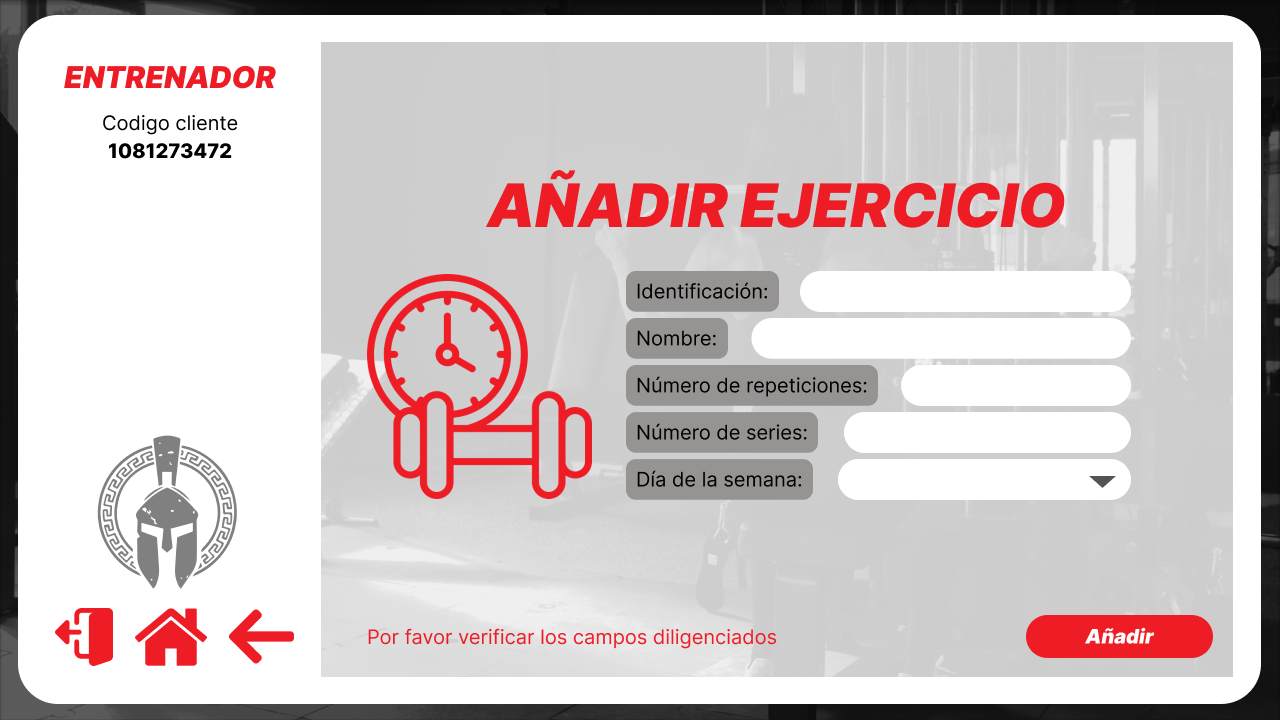 ENTRENADOR
Codigo cliente
1081273472
AÑADIR EJERCICIO
Identificación:
Nombre:
Número de repeticiones:
Número de series:
Día de la semana:
Por favor verificar los campos diligenciados
Añadir